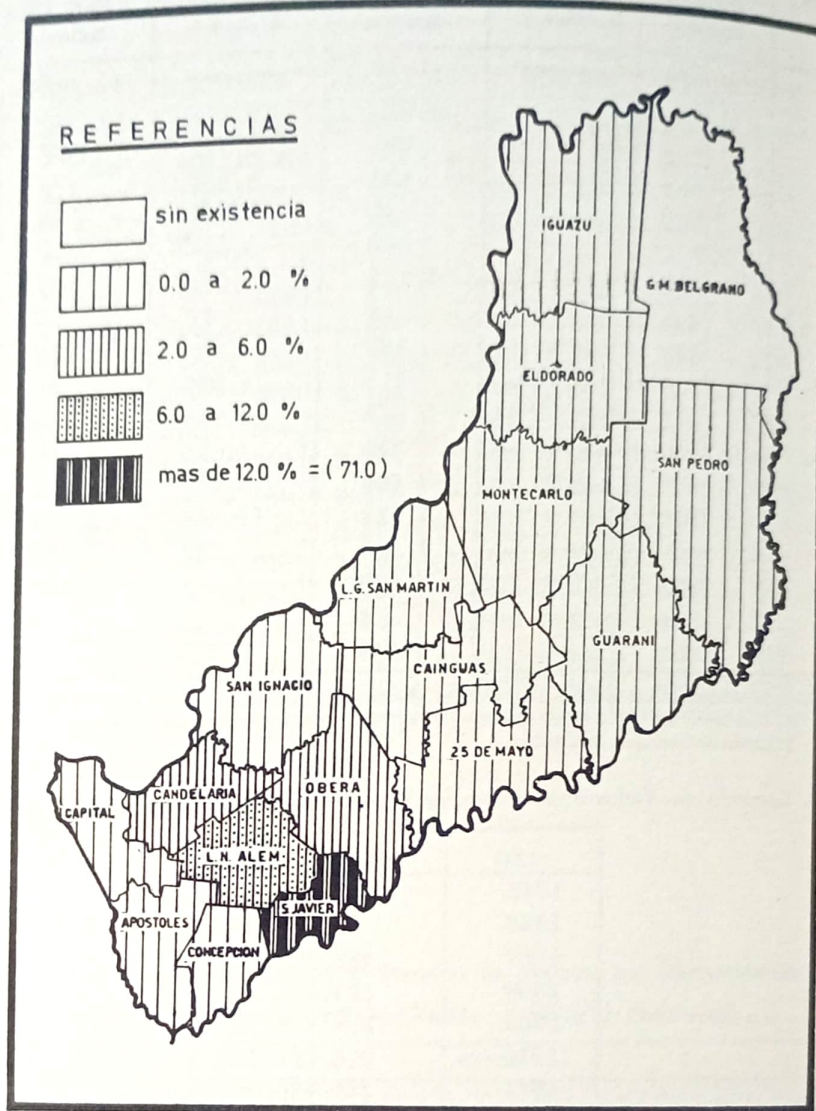 REFERENCIAS
sin existencia
0.0 a 2.0 %
2.0 a 6.0 %
6.0 a 12.0 %
mas de 12.0 % = (71.0)
IGUAZU
G.M. BELGRANO
ELDORADO
SAN PEDRO
MONTECARLO
L.G. SAN MARTIN
GUARANI
CAINGUAS
SAN IGNACIO
25 DE MAYO
OBERA
CANDELARIA
CAPITAL
L.N. ALEM
S.JAVIER
APOSTOLES
CONCEPCION